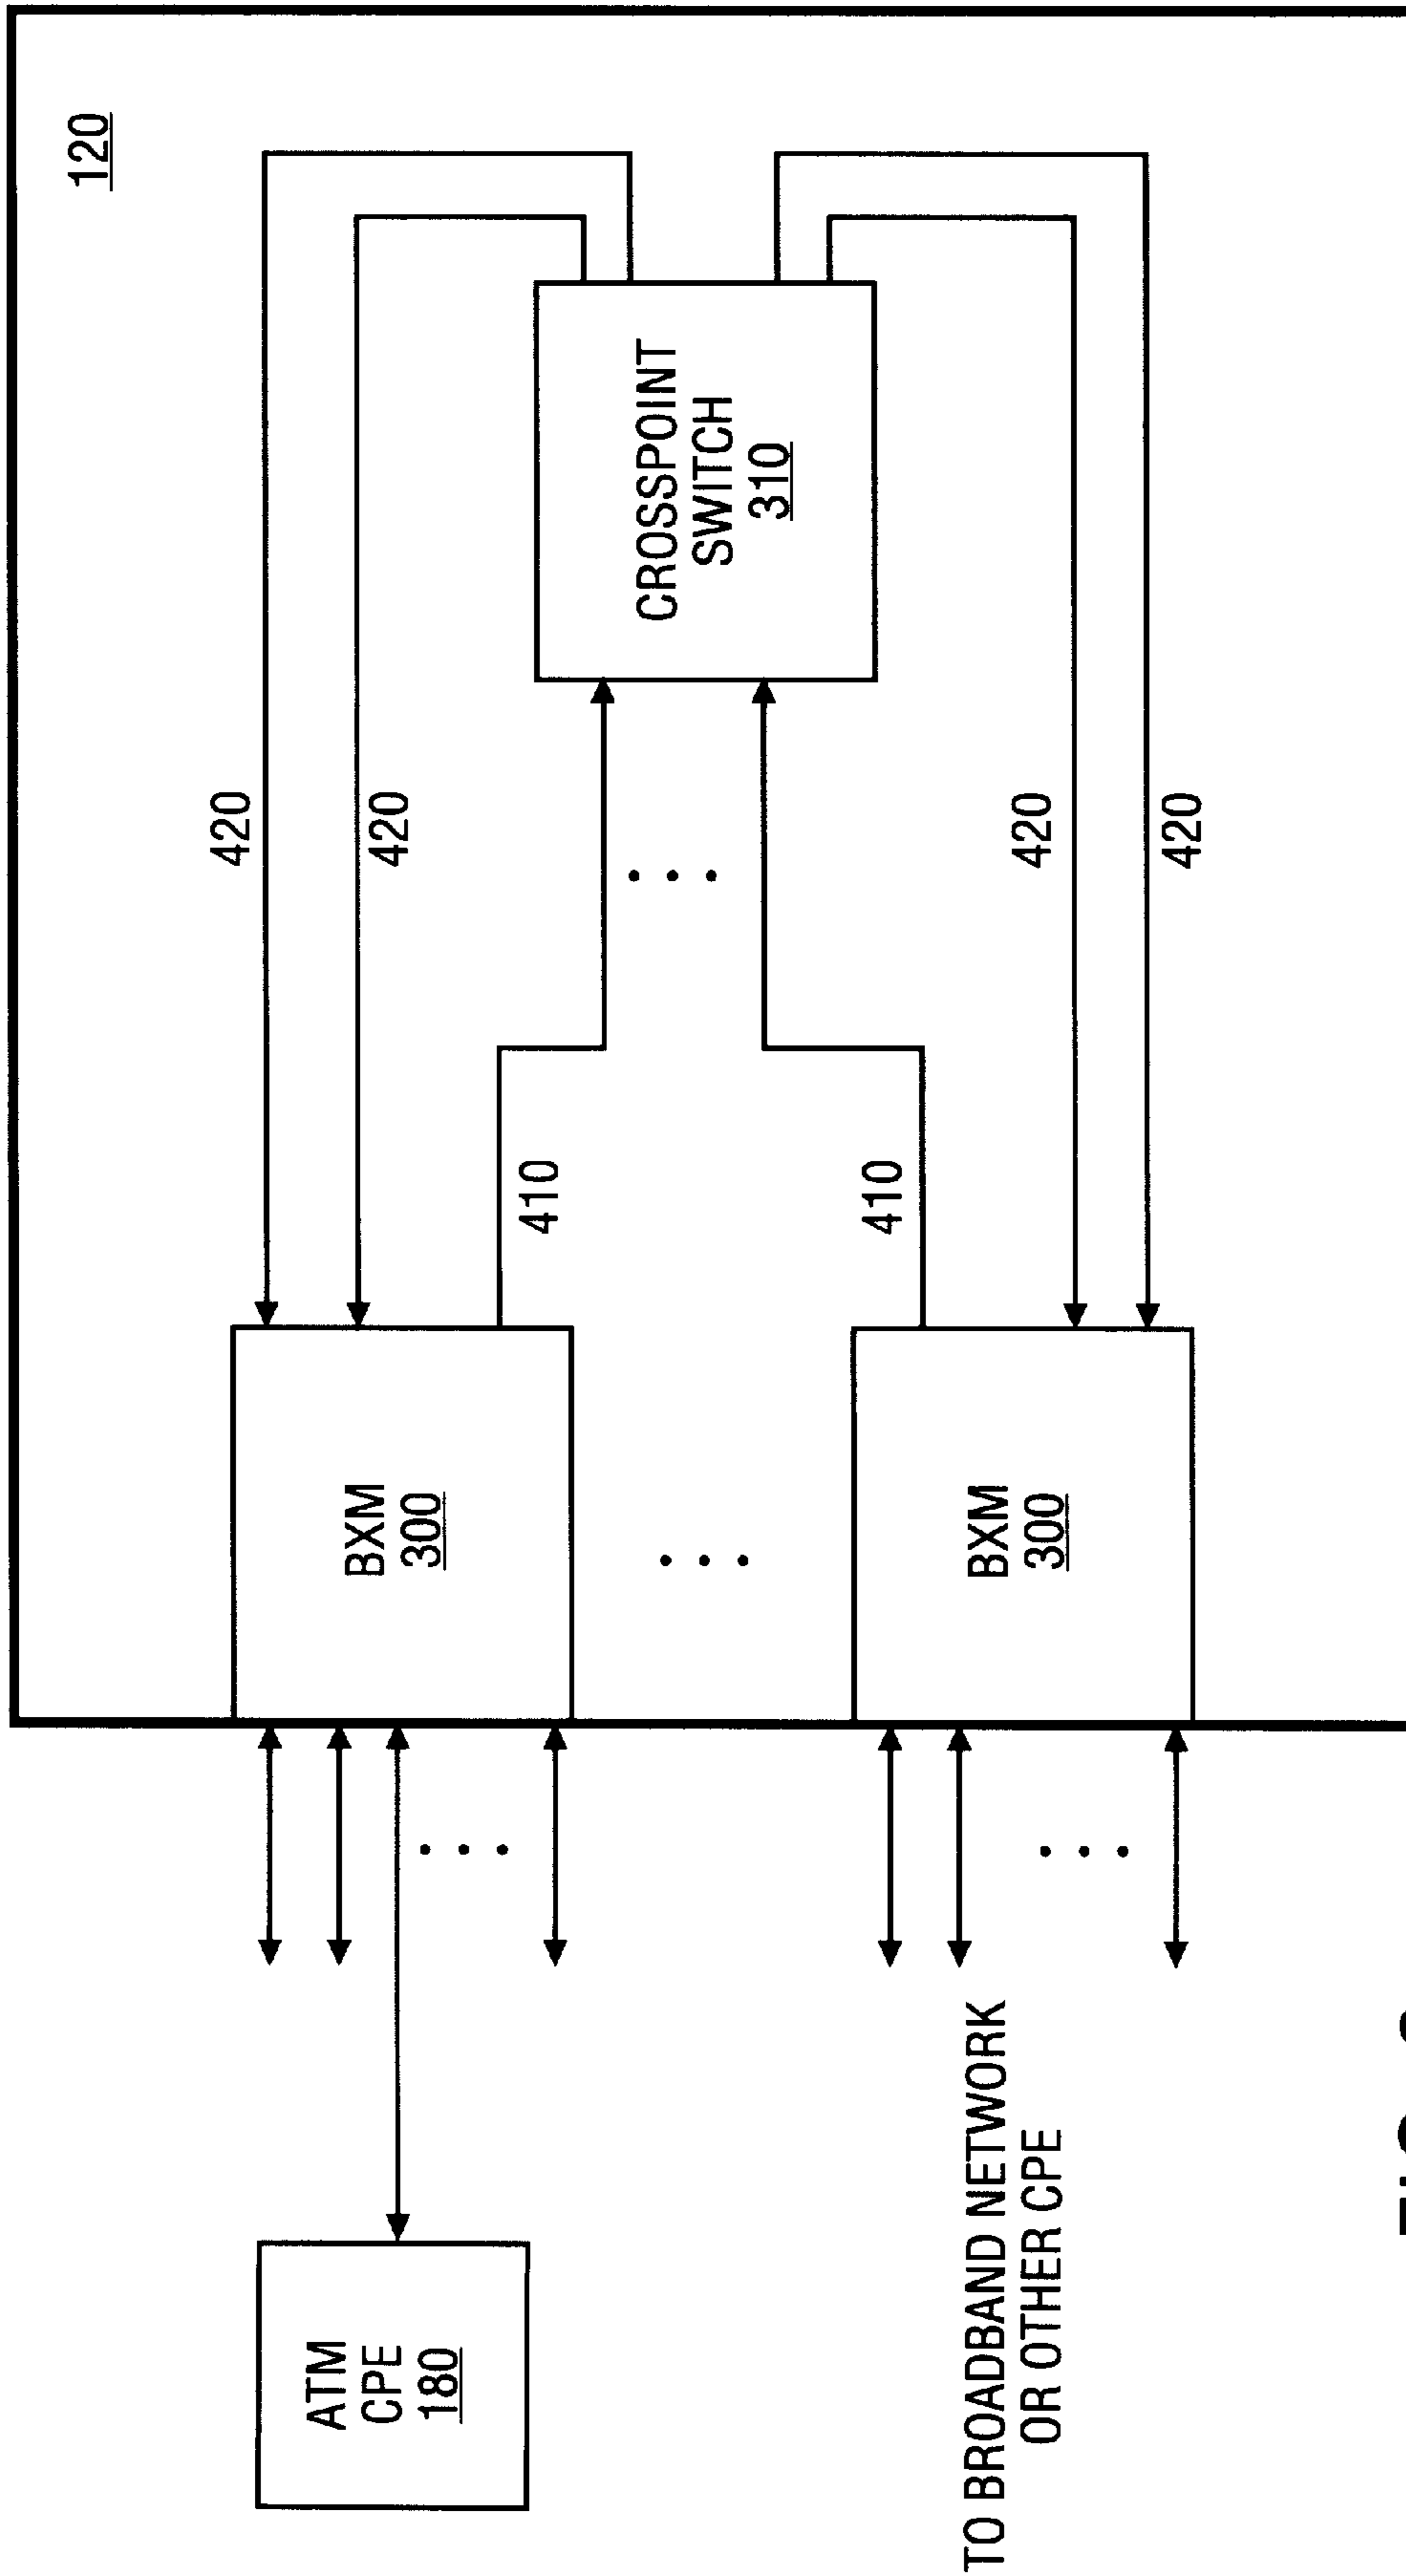 120
420
ATM
CPE
180
BXM
300
420
410
CROSSPOINT
SWITCH
310
410
TO BROADBAND NETWORK
OR OTHER CPE
BXM
300
420
420